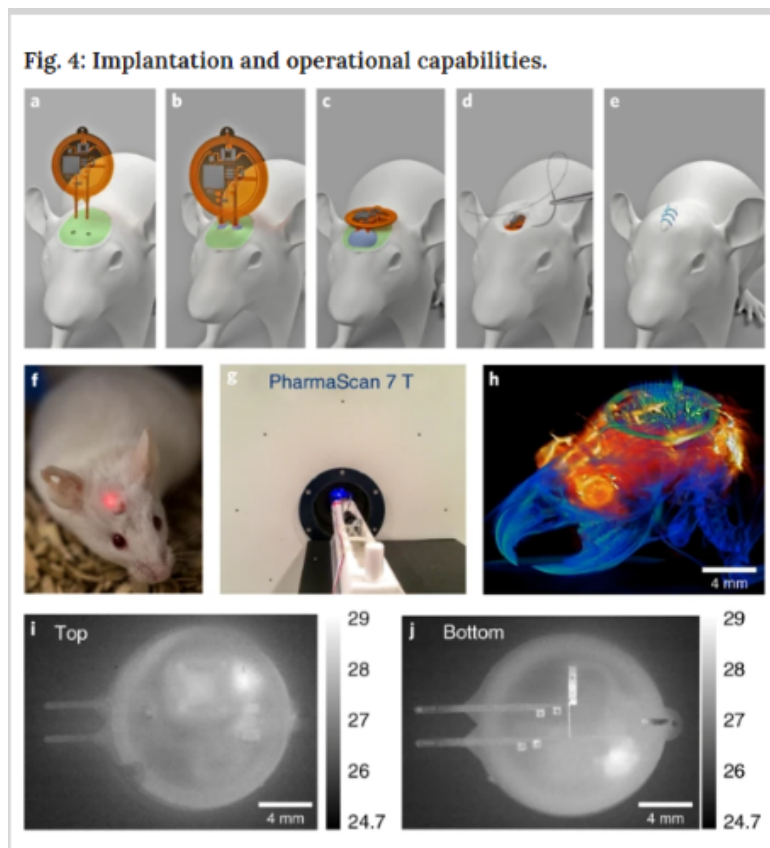 Fig. 4: Implantation and operational capabilities.
a b c d e
f g PharmaScan 7 T h
4 mm
i Top 29 j Bottom 29
28 28
27 27
26 26
4 mm 24.7 4 mm 24.7